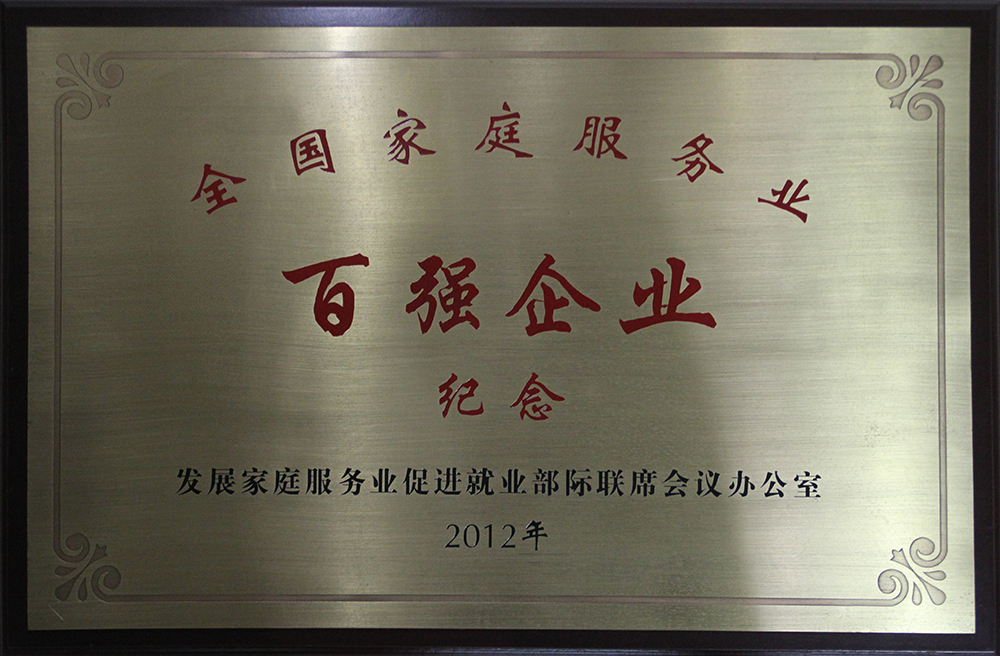 全国家庭服务业
百强企业
纪念
发展家庭服务业促进就业部际联席会议办公室
2012年